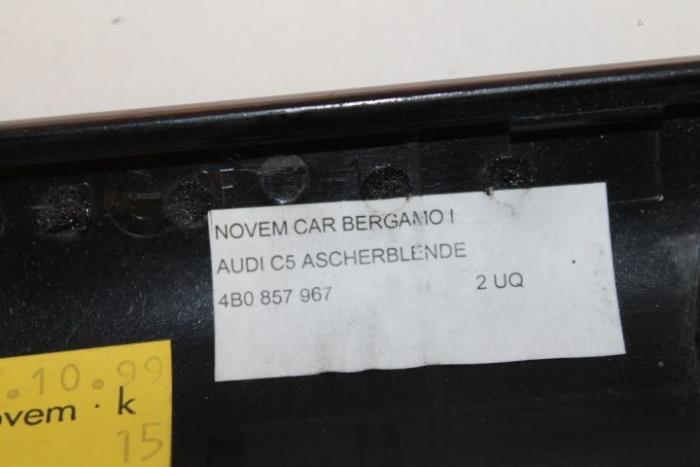 NOVEM CAR BERGAMO I
AUDI C5 ASCHERBLENDE
4B0 857 967 2 UQ
.10.99
ovem · k
15